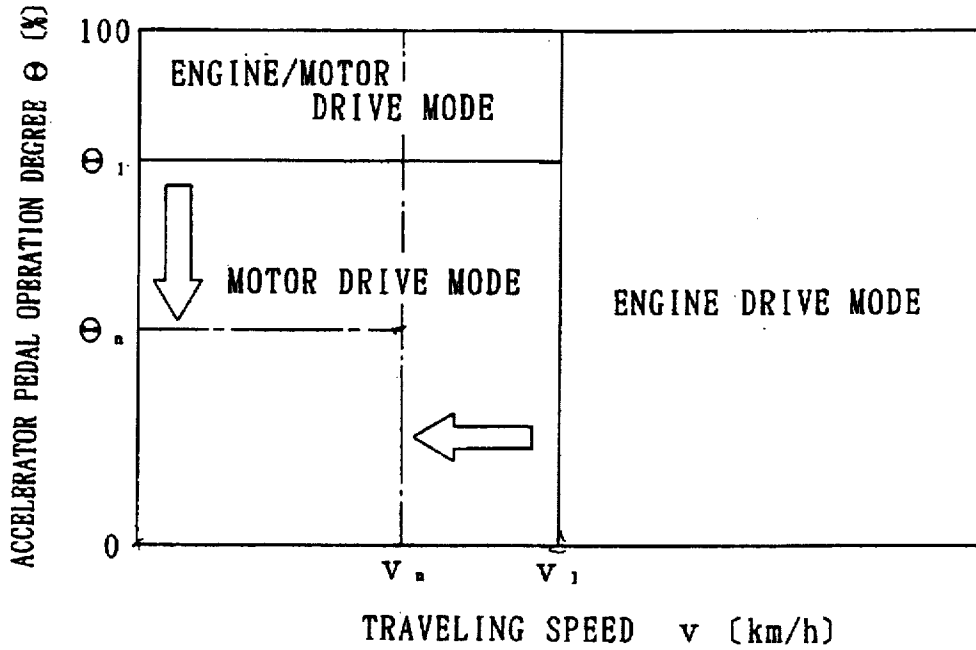 ACCELERATOR PEDAL OPERATION DEGREE Θ (%)
100
ENGINE/MOTOR
DRIVE MODE
Θ₁
MOTOR DRIVE MODE
ENGINE DRIVE MODE
Θₙ
0
Vₙ
V₁
TRAVELING SPEED v (km/h)